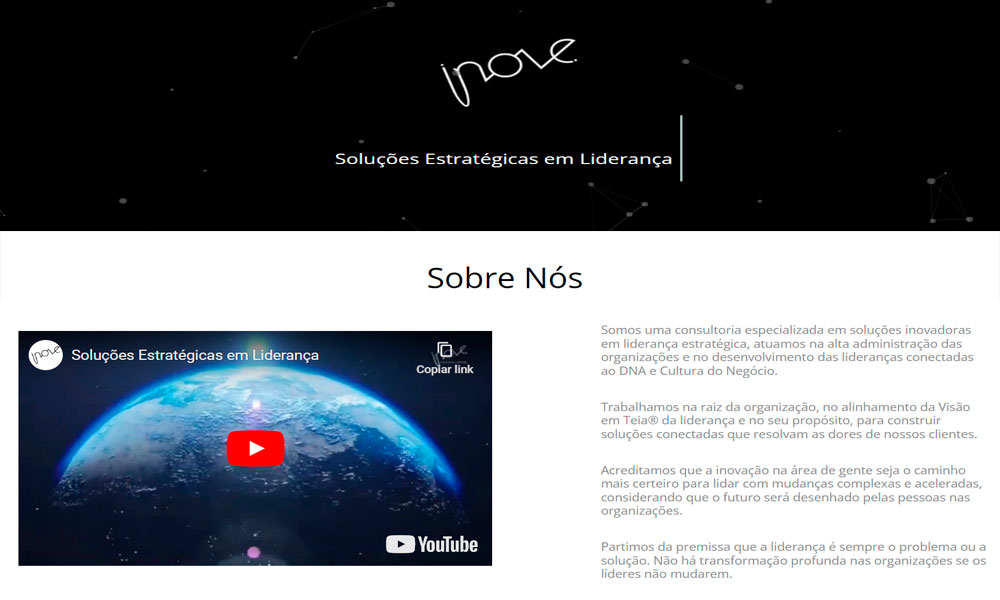 inove
Soluções Estratégicas em Liderança
Sobre Nós
inove
Soluções Estratégicas em Liderança
Copiar link
YouTube
Somos uma consultoria especializada em soluções inovadoras
em liderança estratégica, atuamos na alta administração das
organizações e no desenvolvimento das lideranças conectadas
ao DNA e Cultura do Negócio.
Trabalhamos na raíz da organização, no alinhamento da Visão
em Teia® da liderança e no seu propósito, para construir
soluções conectadas que resolvam as dores de nossos clientes.
Acreditamos que a inovação na área de gente seja o caminho
mais certeiro para lidar com mudanças complexas e aceleradas,
considerando que o futuro será desenhado pelas pessoas nas
organizações.
Partimos da premissa que a liderança é sempre o problema ou a
solução. Não há transformação profunda nas organizações se os
líderes não mudarem.